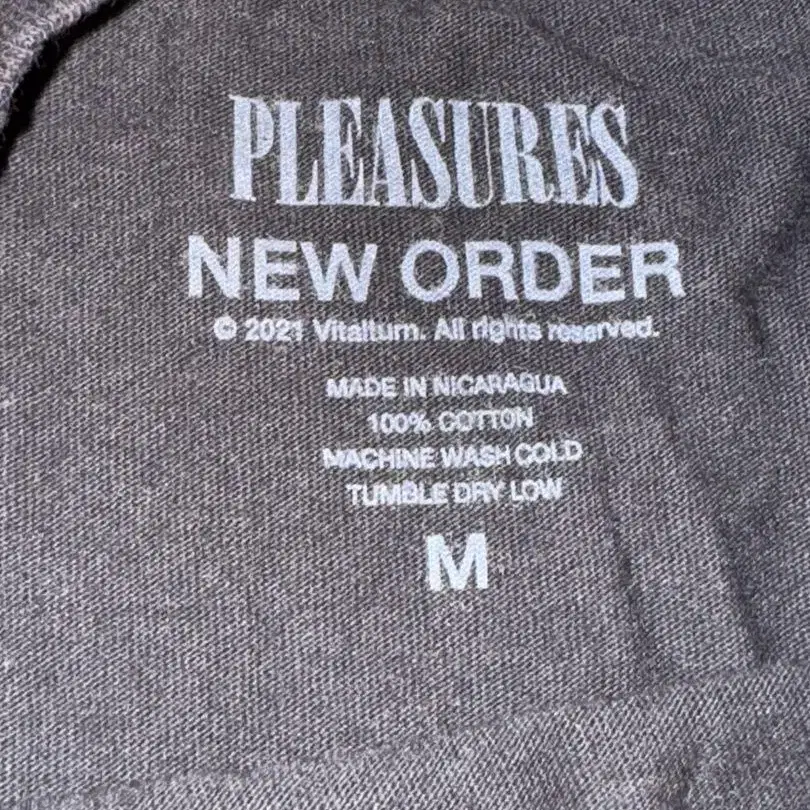 PLEASURES
NEW ORDER
© 2021 Vitalturn. All rights reserved.
MADE IN NICARAGUA
100% COTTON
MACHINE WASH COLD
TUMBLE DRY LOW
M